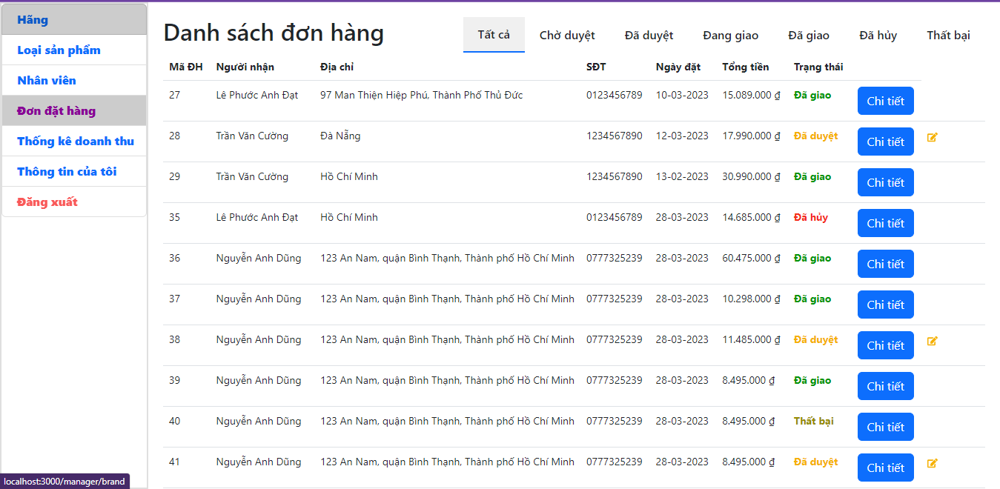 Hãng
Loại sản phẩm
Nhân viên
Đơn đặt hàng
Thống kê doanh thu
Thông tin của tôi
Đăng xuất
Danh sách đơn hàng
Tất cả Chờ duyệt Đã duyệt Đang giao Đã giao Đã hủy Thất bại
Mã ĐH Người nhận Địa chỉ SĐT Ngày đặt Tổng tiền Trạng thái
27 Lê Phước Anh Đạt 97 Man Thiện Hiệp Phú, Thành Phố Thủ Đức 0123456789 10-03-2023 15.089.000 ₫ Đã giao Chi tiết
28 Trần Văn Cường Đà Nẵng 1234567890 12-03-2023 17.990.000 ₫ Đã duyệt Chi tiết
29 Trần Văn Cường Hồ Chí Minh 1234567890 13-02-2023 30.990.000 ₫ Đã giao Chi tiết
35 Lê Phước Anh Đạt Hồ Chí Minh 0123456789 28-03-2023 14.685.000 ₫ Đã hủy Chi tiết
36 Nguyễn Anh Dũng 123 An Nam, quận Bình Thạnh, Thành phố Hồ Chí Minh 0777325239 28-03-2023 60.475.000 ₫ Đã giao Chi tiết
37 Nguyễn Anh Dũng 123 An Nam, quận Bình Thạnh, Thành phố Hồ Chí Minh 0777325239 28-03-2023 10.298.000 ₫ Đã giao Chi tiết
38 Nguyễn Anh Dũng 123 An Nam, quận Bình Thạnh, Thành phố Hồ Chí Minh 0777325239 28-03-2023 11.485.000 ₫ Đã duyệt Chi tiết
39 Nguyễn Anh Dũng 123 An Nam, quận Bình Thạnh, Thành phố Hồ Chí Minh 0777325239 28-03-2023 8.495.000 ₫ Đã giao Chi tiết
40 Nguyễn Anh Dũng 123 An Nam, quận Bình Thạnh, Thành phố Hồ Chí Minh 0777325239 28-03-2023 8.495.000 ₫ Thất bại Chi tiết
41 Nguyễn Anh Dũng 123 An Nam, quận Bình Thạnh, Thành phố Hồ Chí Minh 0777325239 28-03-2023 8.495.000 ₫ Đã duyệt Chi tiết
localhost:3000/manager/brand